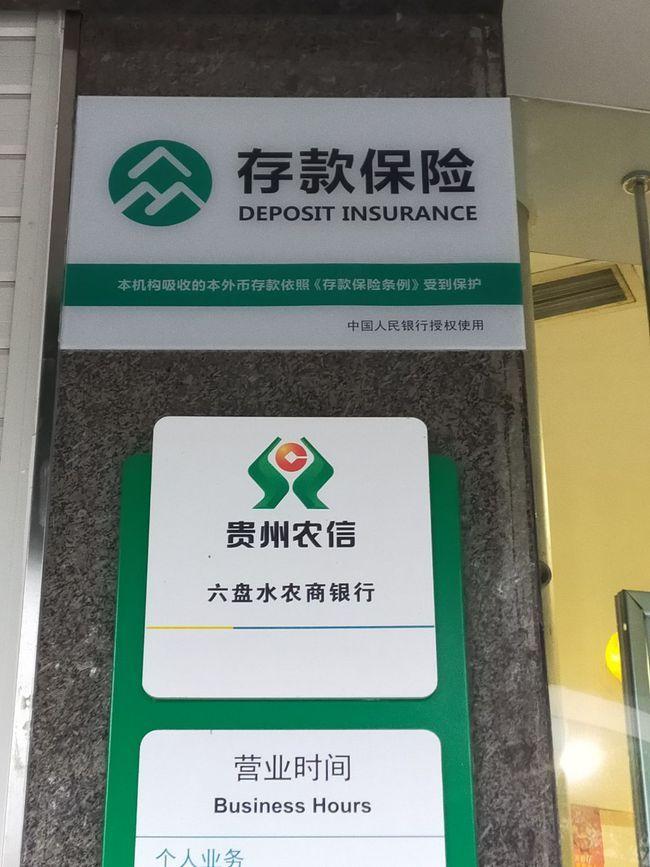 存款保险
DEPOSIT INSURANCE
本机构吸收的本外币存款依照《存款保险条例》受到保护
中国人民银行授权使用
贵州农信
六盘水农商银行
营业时间
Business Hours
个人业务